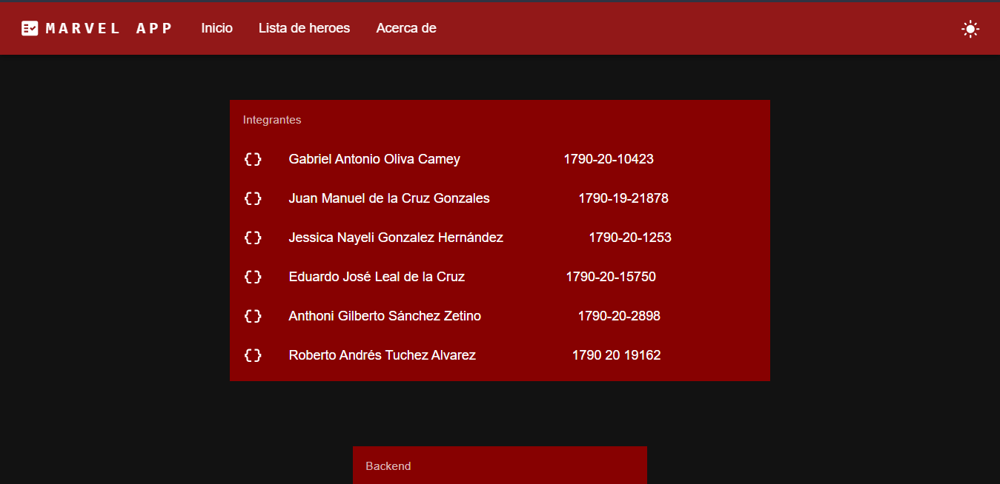 MARVEL APP Inicio Lista de heroes Acerca de
Integrantes
Gabriel Antonio Oliva Camey 1790-20-10423
Juan Manuel de la Cruz Gonzales 1790-19-21878
Jessica Nayeli Gonzalez Hernández 1790-20-1253
Eduardo José Leal de la Cruz 1790-20-15750
Anthoni Gilberto Sánchez Zetino 1790-20-2898
Roberto Andrés Tuchez Alvarez 1790 20 19162
Backend